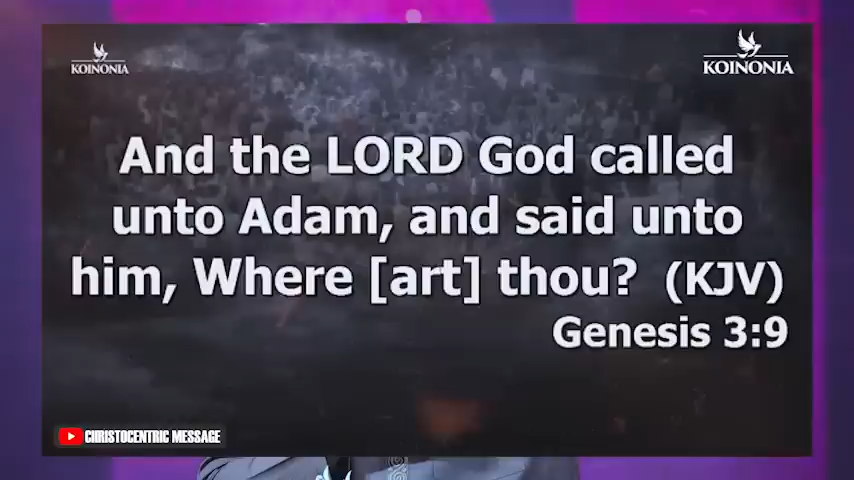 KOINONIA
KOINONIA
And the LORD God called
unto Adam, and said unto
him, Where [art] thou? (KJV)
Genesis 3:9
CHRISTOCENTRIC MESSAGE